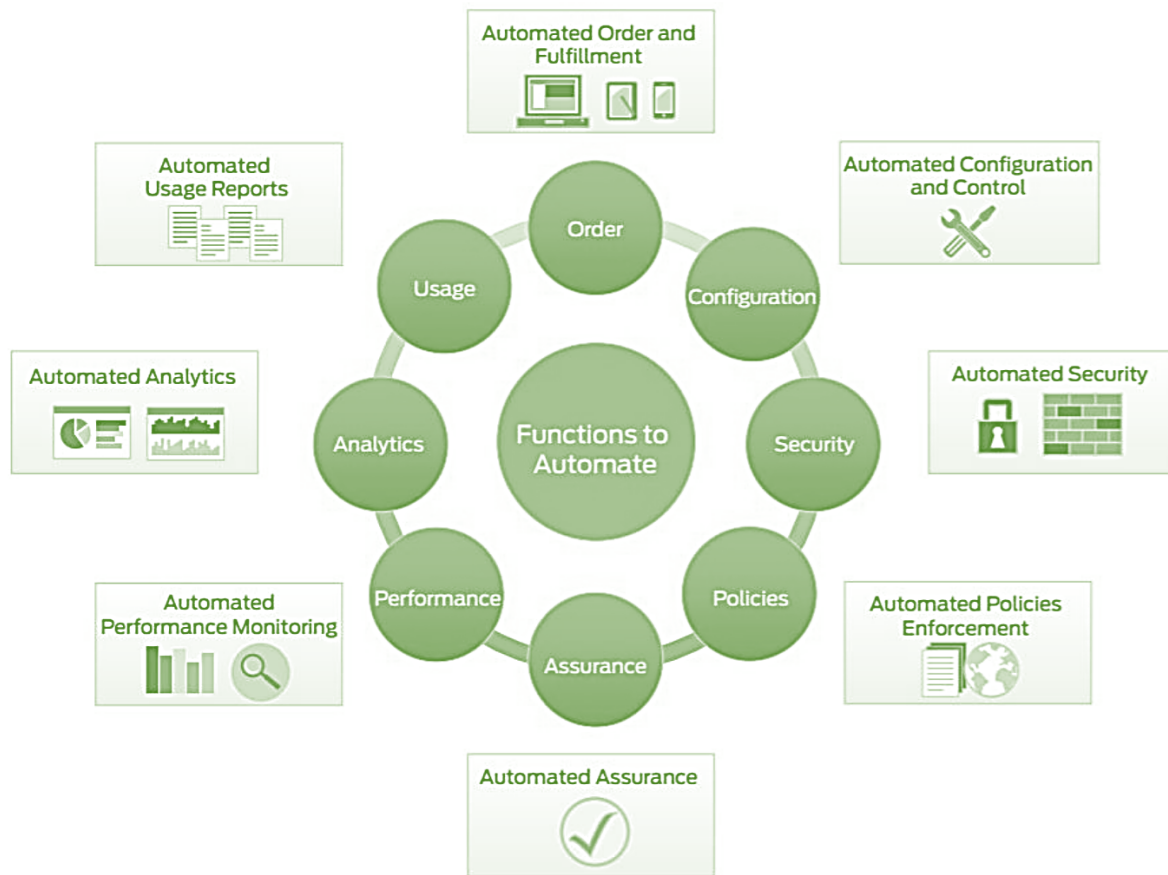 Automated Order and
Fulfillment
Automated
Usage Reports
Automated Configuration
and Control
Order
Usage
Configuration
Automated Analytics
Automated Security
Analytics
Functions to
Automate
Security
Automated
Performance Monitoring
Performance
Policies
Automated Policies
Enforcement
Assurance
Automated Assurance